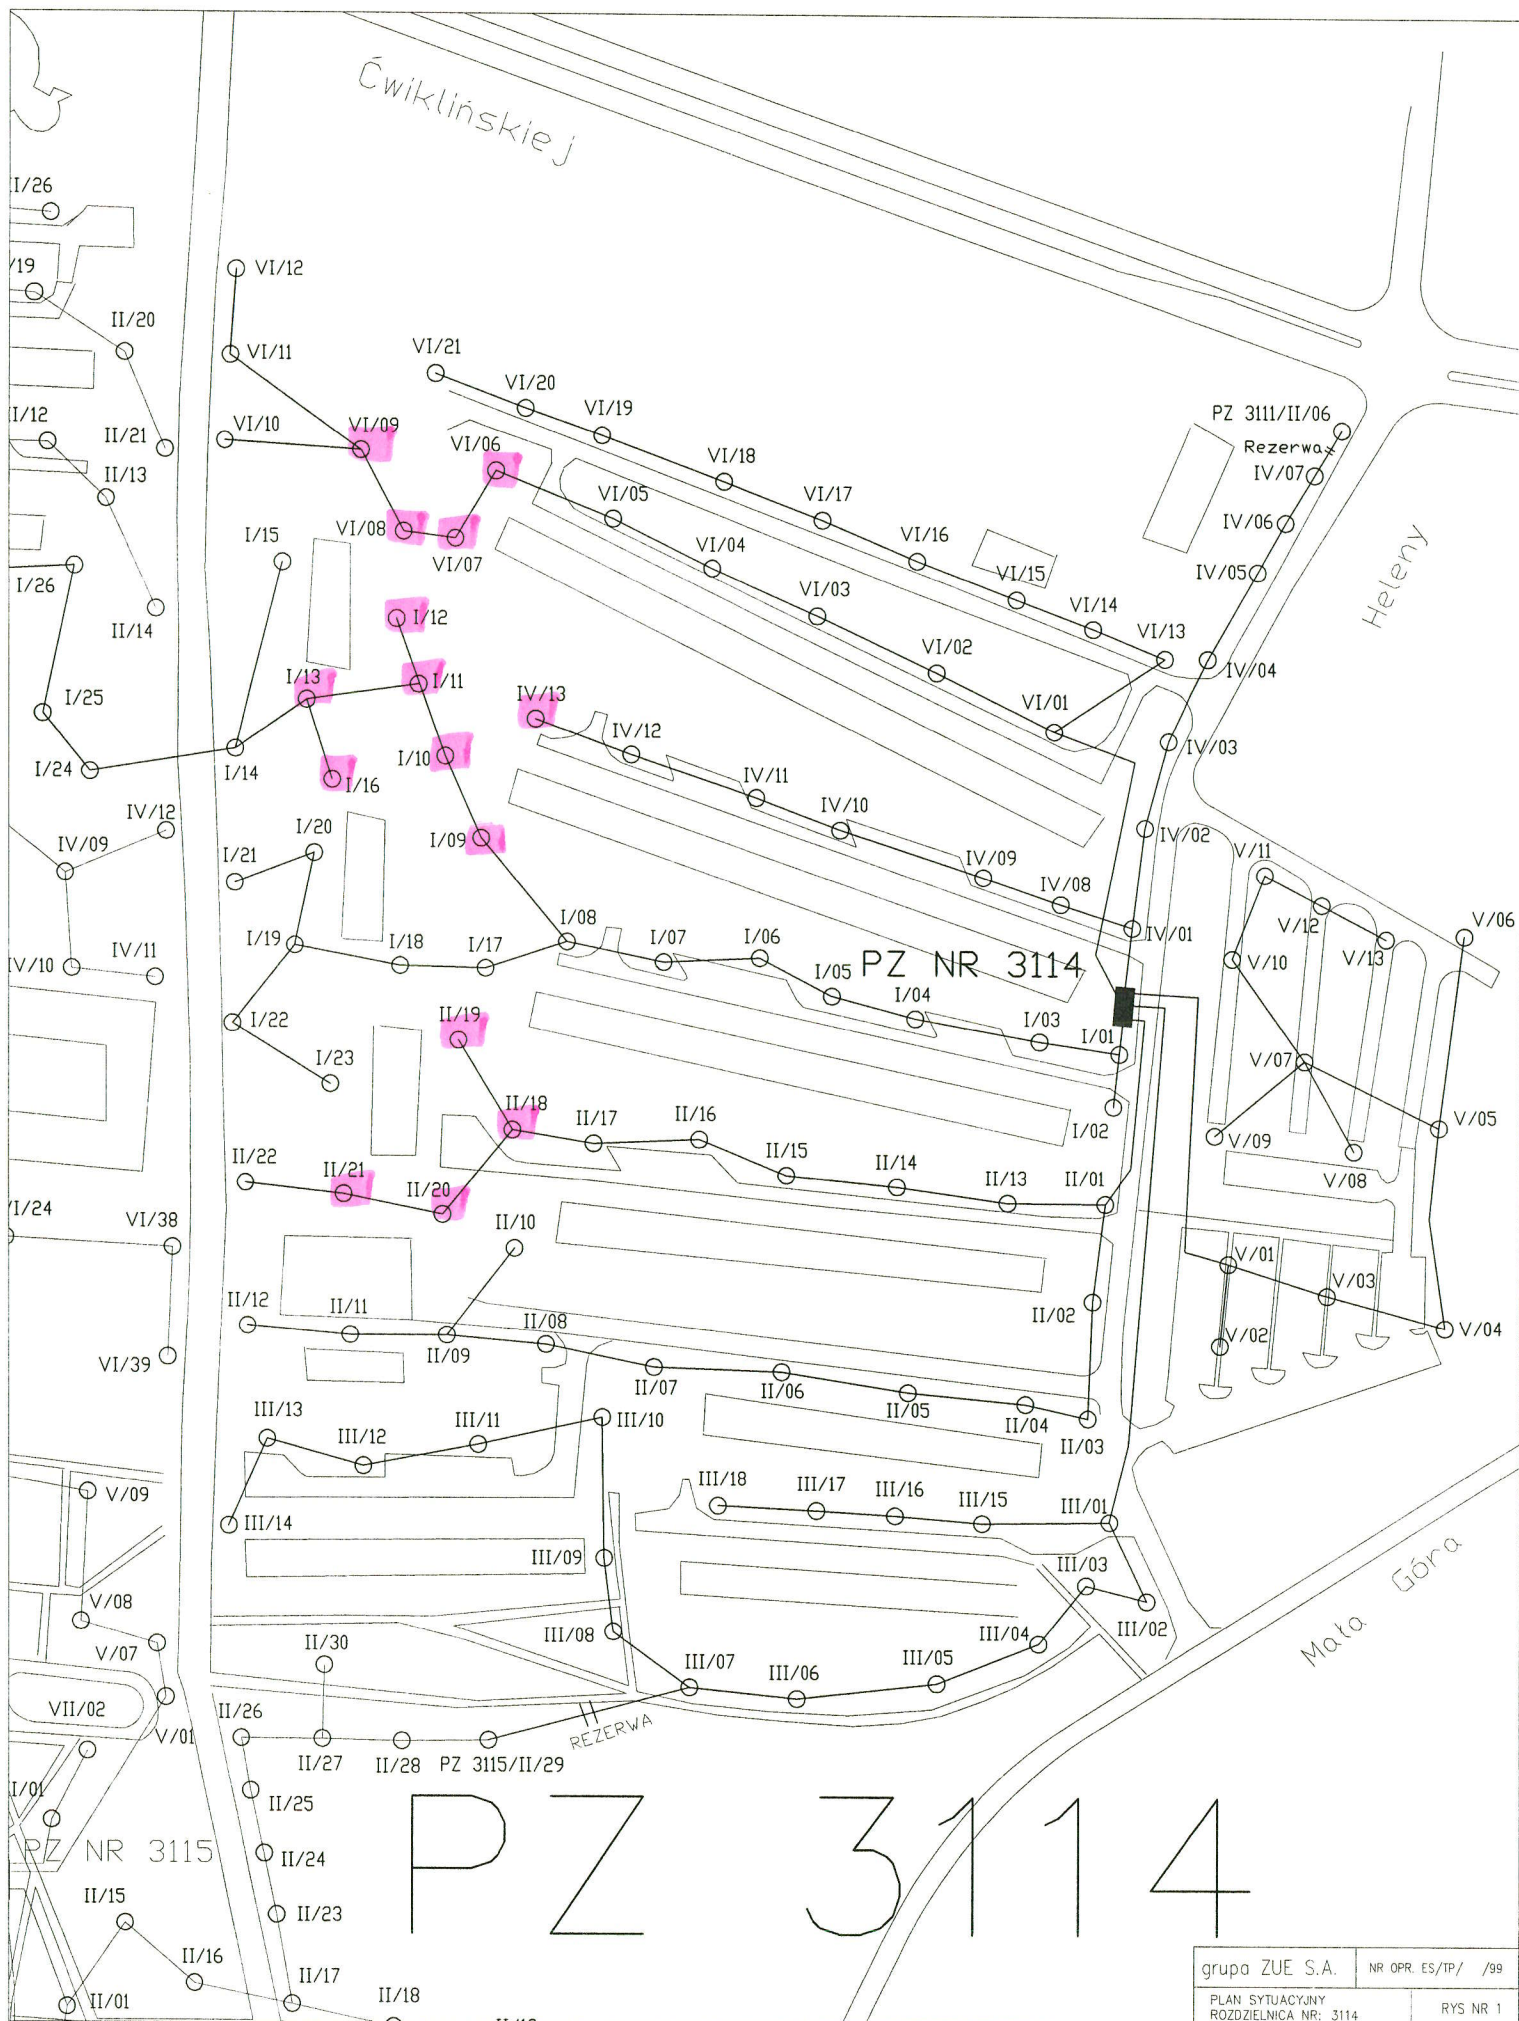 Ćwiklińskiej
II/26
VI/12
/19
II/20
VI/11
VI/21
VI/20
VI/19
PZ 3111/II/06
I/12
VI/10
VI/09
II/21
VI/06
Rezerwa
VI/18
IV/07
II/13
VI/05
VI/17
IV/06
VI/08
I/15
VI/07
VI/04
VI/16
IV/05
Heleny
I/26
VI/03
VI/15
II/14
I/12
VI/14
VI/13
VI/02
IV/04
I/13
I/11
I/25
IV/13
VI/01
IV/12
IV/03
I/24
I/14
I/10
I/16
IV/11
IV/12
IV/10
IV/02
IV/09
I/20
I/09
I/21
IV/09
V/11
IV/08
V/12
V/06
I/19
I/08
IV/01
IV/10
IV/11
I/18
I/17
I/07
I/06
PZ NR 3114
V/10
V/13
I/05
I/04
I/22
II/19
I/03
I/01
I/23
V/07
II/18
II/17
II/16
I/02
V/09
V/05
II/22
II/21
II/15
II/14
II/13
II/01
V/08
II/20
VI/24
VI/38
II/10
V/01
V/03
II/12
II/11
II/08
II/02
V/02
V/04
VI/39
II/09
II/07
II/06
II/05
II/04
II/03
III/13
III/12
III/11
III/10
V/09
III/18
III/17
III/16
III/15
III/01
III/14
III/09
III/03
V/08
III/08
III/04
III/02
Mała Góra
V/07
II/30
III/07
III/06
III/05
VII/02
V/01
II/26
II/27
II/28
PZ 3115/II/29
REZERWA
I/01
II/25
PZ NR 3115
II/24
PZ 3114
II/15
II/23
II/16
II/17
II/01
II/18
grupa ZUE S.A.
NR OPR. ES/TP/ /99
PLAN SYTUACYJNY
ROZDZIELNICA NR: 3114
RYS NR 1